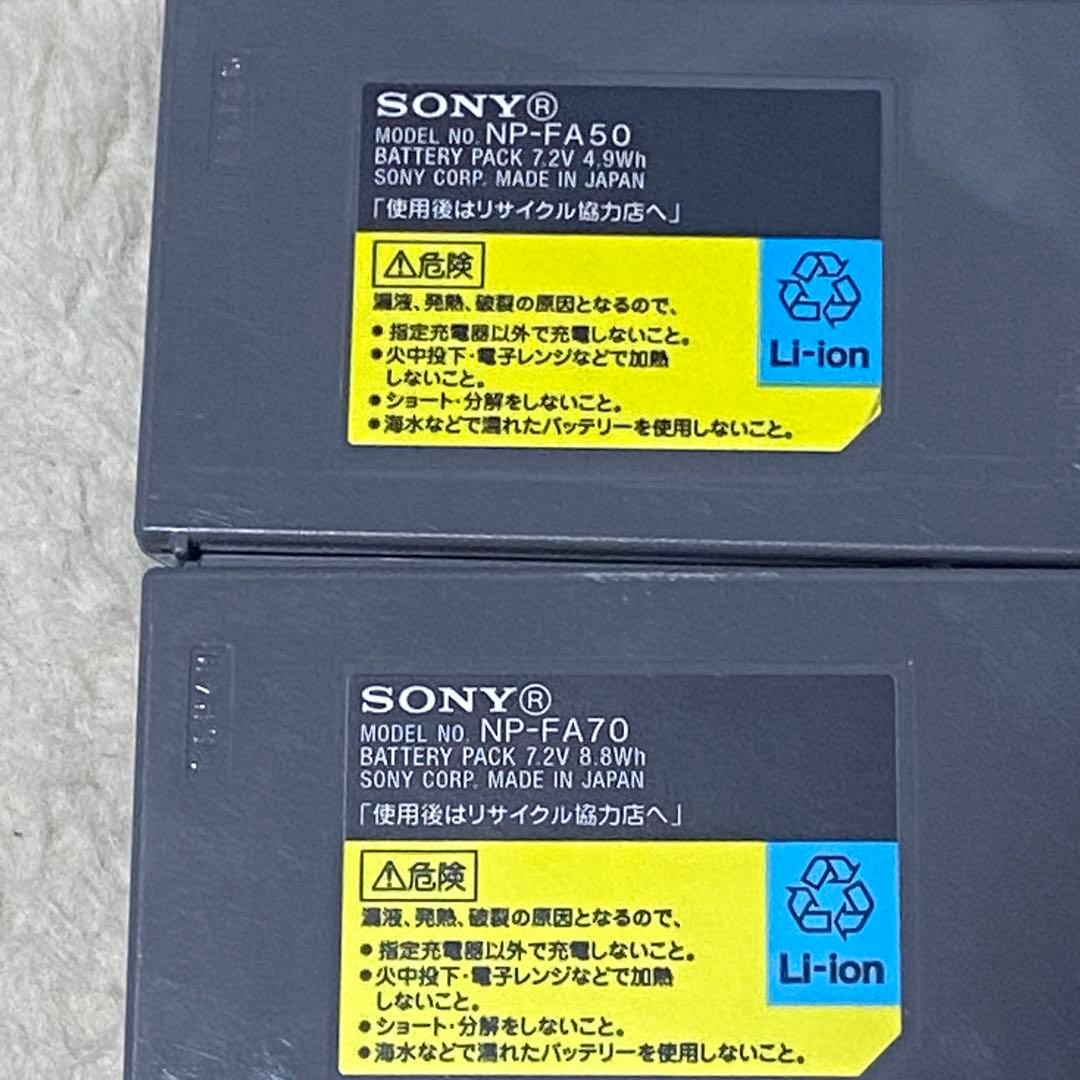 SONY®
MODEL NO. NP-FA50
BATTERY PACK 7.2V 4.9Wh
SONY CORP. MADE IN JAPAN
「使用後はリサイクル協力店へ」
⚠危険
漏液、発熱、破裂の原因となるので、
●指定充電器以外で充電しないこと。
●火中投下・電子レンジなどで加熱
しないこと。
●ショート・分解をしないこと。
●海水などで濡れたバッテリーを使用しないこと。
Li-ion
SONY®
MODEL NO. NP-FA70
BATTERY PACK 7.2V 8.8Wh
SONY CORP. MADE IN JAPAN
「使用後はリサイクル協力店へ」
⚠危険
漏液、発熱、破裂の原因となるので、
●指定充電器以外で充電しないこと。
●火中投下・電子レンジなどで加熱
しないこと。
●ショート・分解をしないこと。
●海水などで濡れたバッテリーを使用しないこと。
Li-ion